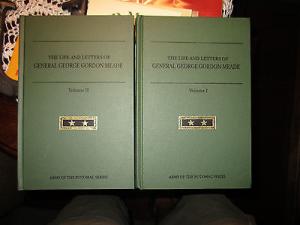 THE LIFE AND LETTERS OF
GENERAL GEORGE GORDON MEADE
Volume II
ARMY OF THE POTOMAC SERIES
THE LIFE AND LETTERS OF
GENERAL GEORGE GORDON MEADE
Volume I
ARMY OF THE POTOMAC SERIES